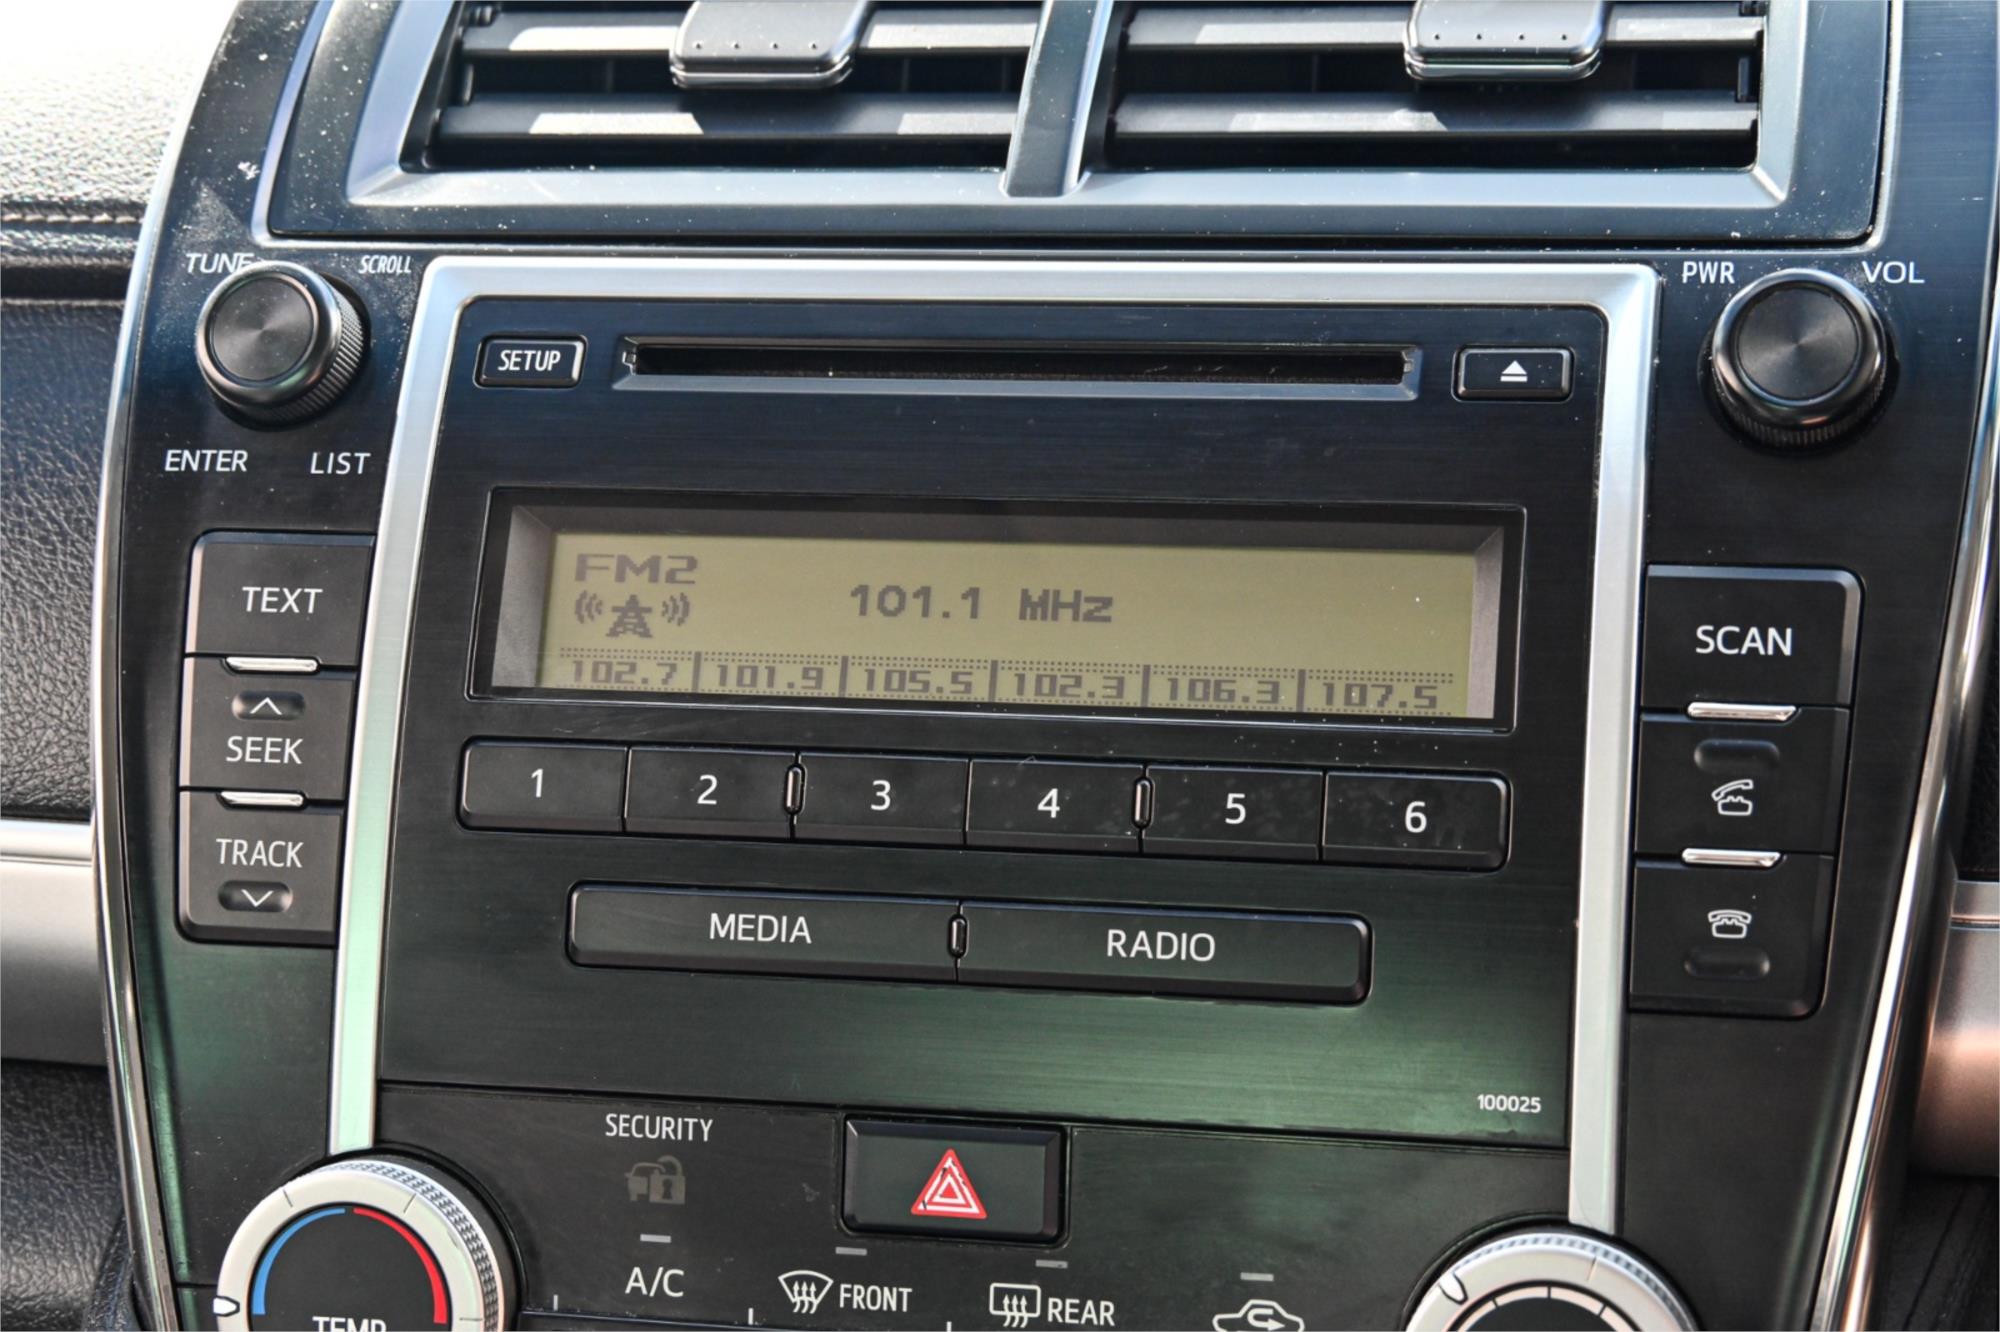 TUNE SCROLL PWR VOL
SETUP
ENTER LIST
FM2
101.1 MHz
102.7 101.9 105.5 102.3 106.3 107.5
TEXT
SCAN
SEEK
1 2 3 4 5 6
TRACK
MEDIA RADIO
100025
SECURITY
A/C FRONT REAR
TEMP